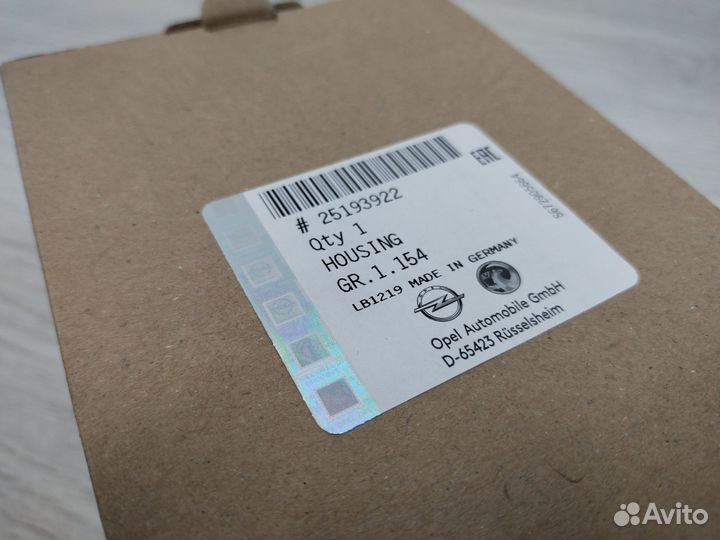 # 25193922
Qty 1
HOUSING
GR.1.154
LB1219 MADE IN GERMANY
Opel Automobile GmbH
D-65423 Rüsselsheim
EAC
Avito